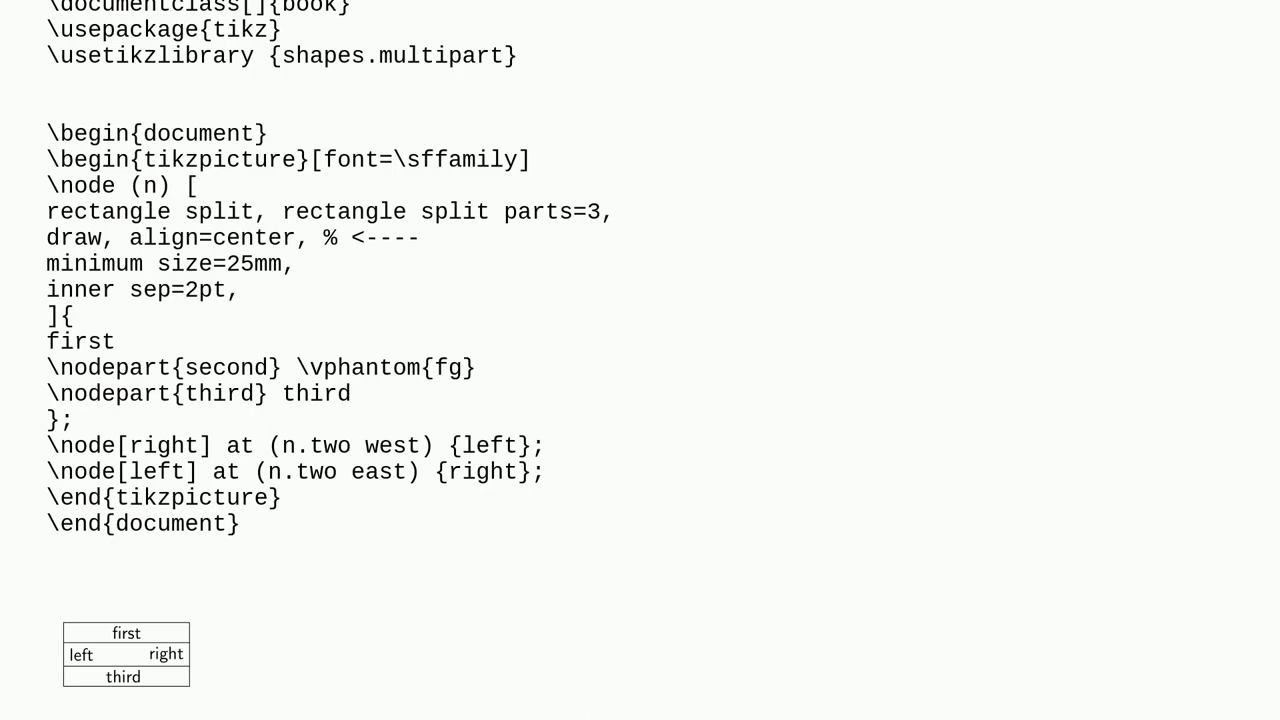 \documentclass[]{book}
\usepackage{tikz}
\usetikzlibrary {shapes.multipart}
\begin{document}
\begin{tikzpicture}[font=\sffamily]
\node (n) [
rectangle split, rectangle split parts=3,
draw, align=center, % <----
minimum size=25mm,
inner sep=2pt,
]{
first
\nodepart{second} \vphantom{fg}
\nodepart{third} third
};
\node[right] at (n.two west) {left};
\node[left] at (n.two east) {right};
\end{tikzpicture}
\end{document}
first
left right
third